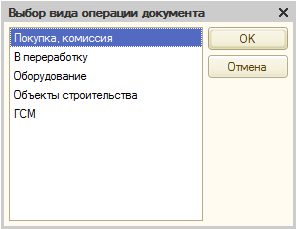 Выбор вида операции документа
Покупка, комиссия
OK
В переработку
Отмена
Оборудование
Объекты строительства
ГСМ